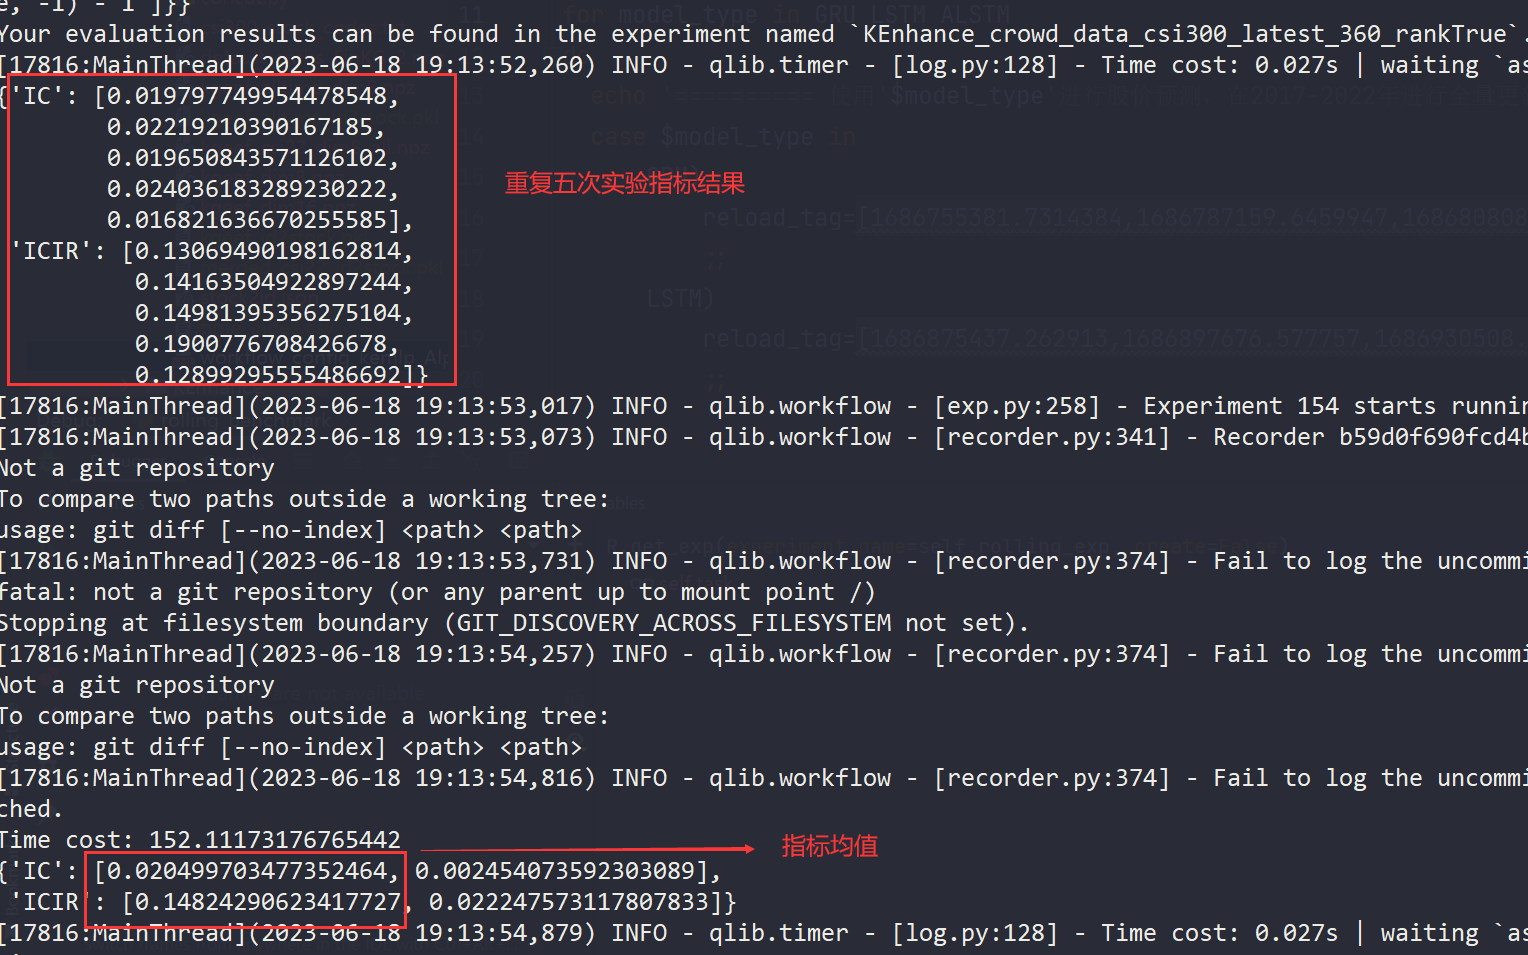 e, -1) - 1 ]}}
Your evaluation results can be found in the experiment named `KEnhance_crowd_data_csi300_latest_360_rankTrue`.
[17816:MainThread](2023-06-18 19:13:52,260) INFO - qlib.timer - [log.py:128] - Time cost: 0.027s | waiting `as
{'IC': [0.019797749954478548,
0.02219210390167185,
0.019650843571126102,
0.024036183289230222,
0.016821636670255585],
'ICIR': [0.13069490198162814,
0.14163504922897244,
0.14981395356275104,
0.1900776708426678,
0.12899295555486692]}
重复五次实验指标结果
[17816:MainThread](2023-06-18 19:13:53,017) INFO - qlib.workflow - [exp.py:258] - Experiment 154 starts runnin
[17816:MainThread](2023-06-18 19:13:53,073) INFO - qlib.workflow - [recorder.py:341] - Recorder b59d0f690fcd4b
Not a git repository
To compare two paths outside a working tree:
usage: git diff [--no-index] <path> <path>
[17816:MainThread](2023-06-18 19:13:53,731) INFO - qlib.workflow - [recorder.py:374] - Fail to log the uncommi
fatal: not a git repository (or any parent up to mount point /)
Stopping at filesystem boundary (GIT_DISCOVERY_ACROSS_FILESYSTEM not set).
[17816:MainThread](2023-06-18 19:13:54,257) INFO - qlib.workflow - [recorder.py:374] - Fail to log the uncommi
Not a git repository
To compare two paths outside a working tree:
usage: git diff [--no-index] <path> <path>
[17816:MainThread](2023-06-18 19:13:54,816) INFO - qlib.workflow - [recorder.py:374] - Fail to log the uncommi
ched.
Time cost: 152.11173176765442
指标均值
{'IC': [0.020499703477352464, 0.002454073592303089],
'ICIR': [0.14824290623417727, 0.022247573117807833]}
[17816:MainThread](2023-06-18 19:13:54,879) INFO - qlib.timer - [log.py:128] - Time cost: 0.027s | waiting `as